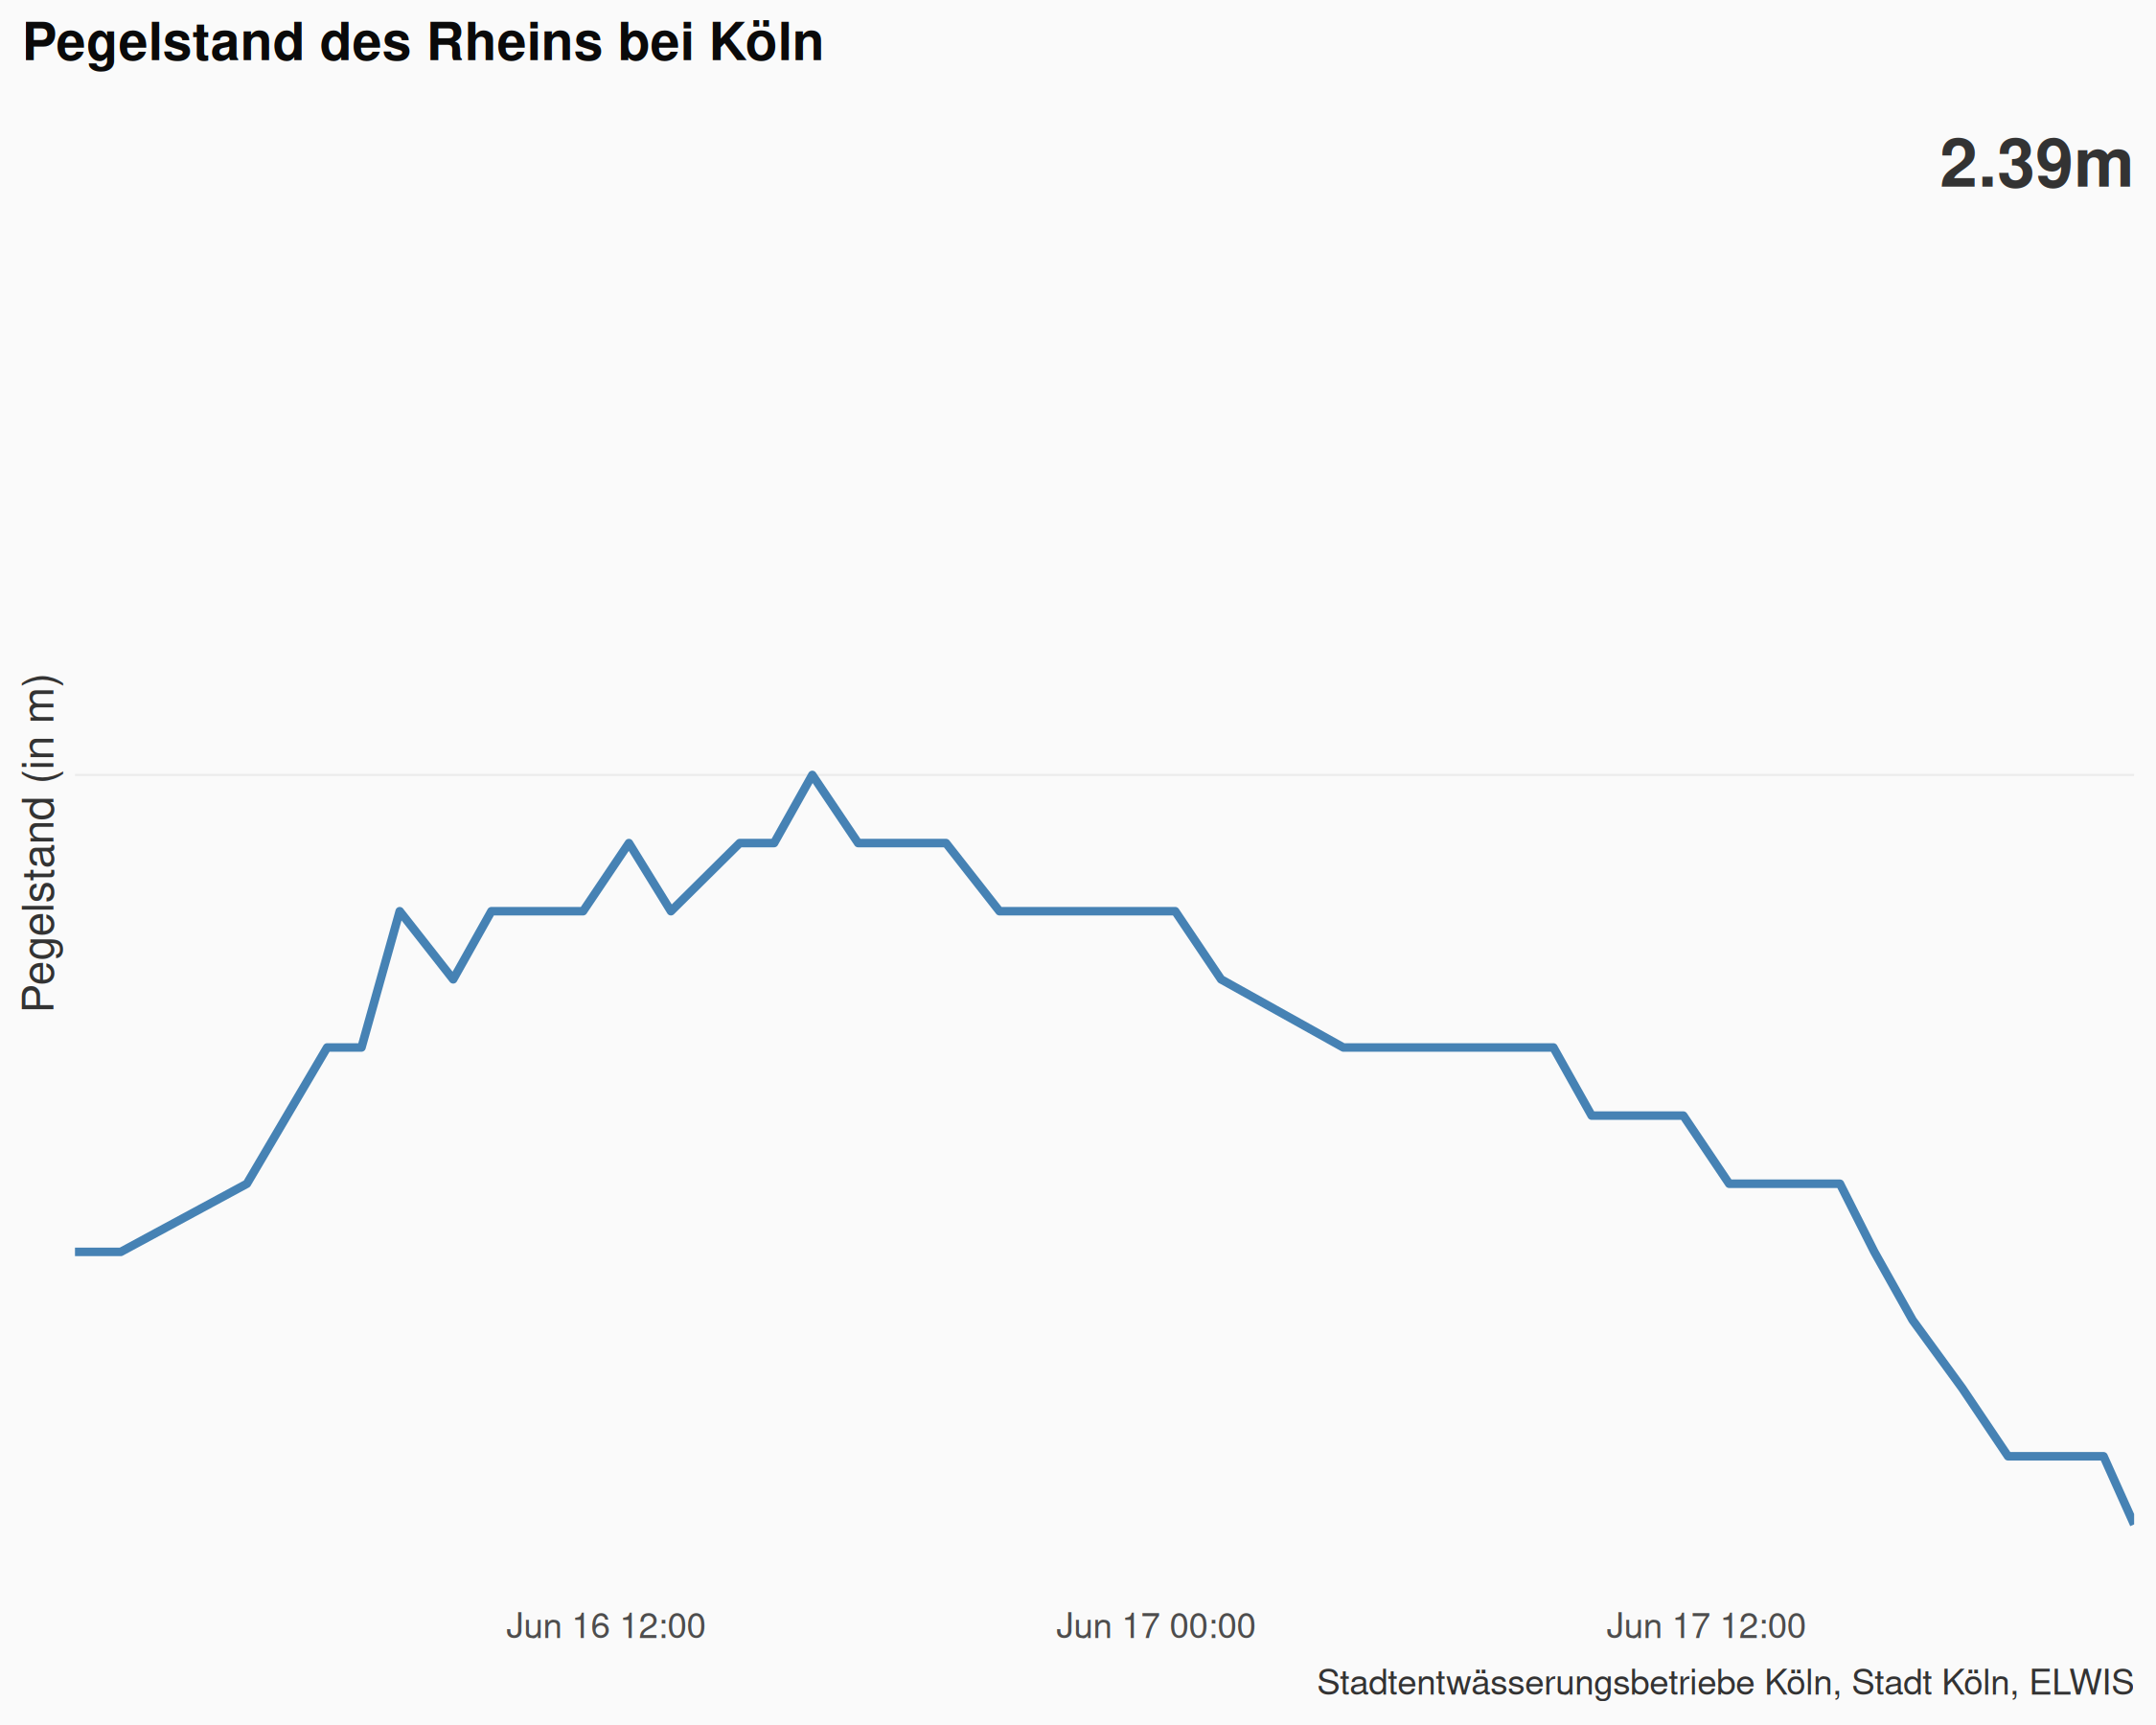 Pegelstand des Rheins bei Köln
2.39m
Pegelstand (in m)
Jun 16 12:00
Jun 17 00:00
Jun 17 12:00
Stadtentwässerungsbetriebe Köln, Stadt Köln, ELWIS